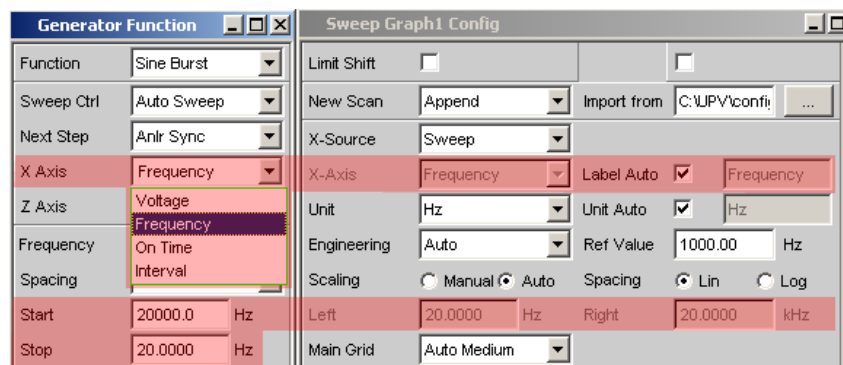 Generator Function
Function Sine Burst
Sweep Ctrl Auto Sweep
Next Step Anlr Sync
X Axis Frequency
Z Axis
Voltage
Frequency
On Time
Interval
Frequency
Spacing
Start 20000.0 Hz
Stop 20.0000 Hz
Sweep Graph1 Config
Limit Shift
New Scan Append Import from C:\UPV\config ...
X-Source Sweep
X-Axis Frequency Label Auto Frequency
Unit Hz Unit Auto Hz
Engineering Auto Ref Value 1000.00 Hz
Scaling Manual Auto Spacing Lin Log
Left 20.0000 Hz Right 20.0000 kHz
Main Grid Auto Medium